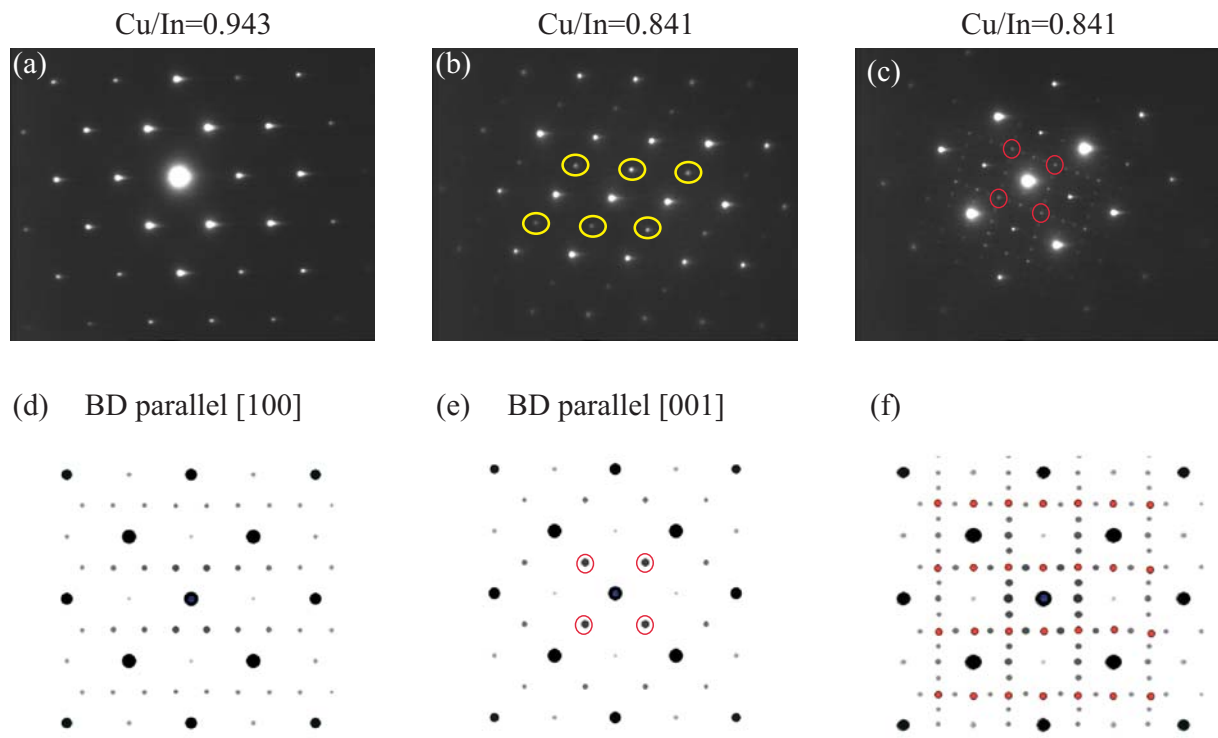 Cu/In=0.943
Cu/In=0.841
Cu/In=0.841
(a)
(b)
(c)
(d) BD parallel [100]
(e) BD parallel [001]
(f)